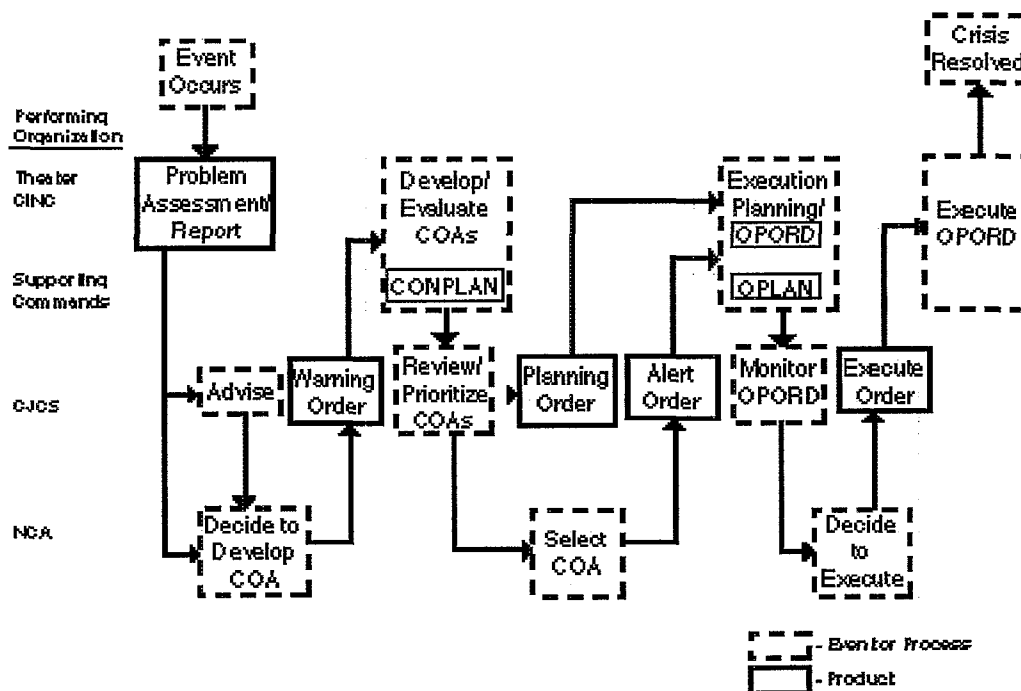 Event
Occurs
Crisis
Resolved
Performing
Organization
Theater
CINC
Problem
Assessment/
Report
Develop/
Evaluate
COAs
CONPLAN
Execution
Planning/
OPORD
OPLAN
Execute
OPORD
Supporting
Commands
CJCS
Advise
Warning
Order
Review/
Prioritize
COAs
Planning
Order
Alert
Order
Monitor
OPORD
Execute
Order
NCA
Decide to
Develop
COA
Select
COA
Decide
to
Execute
- Event or Process
- Product